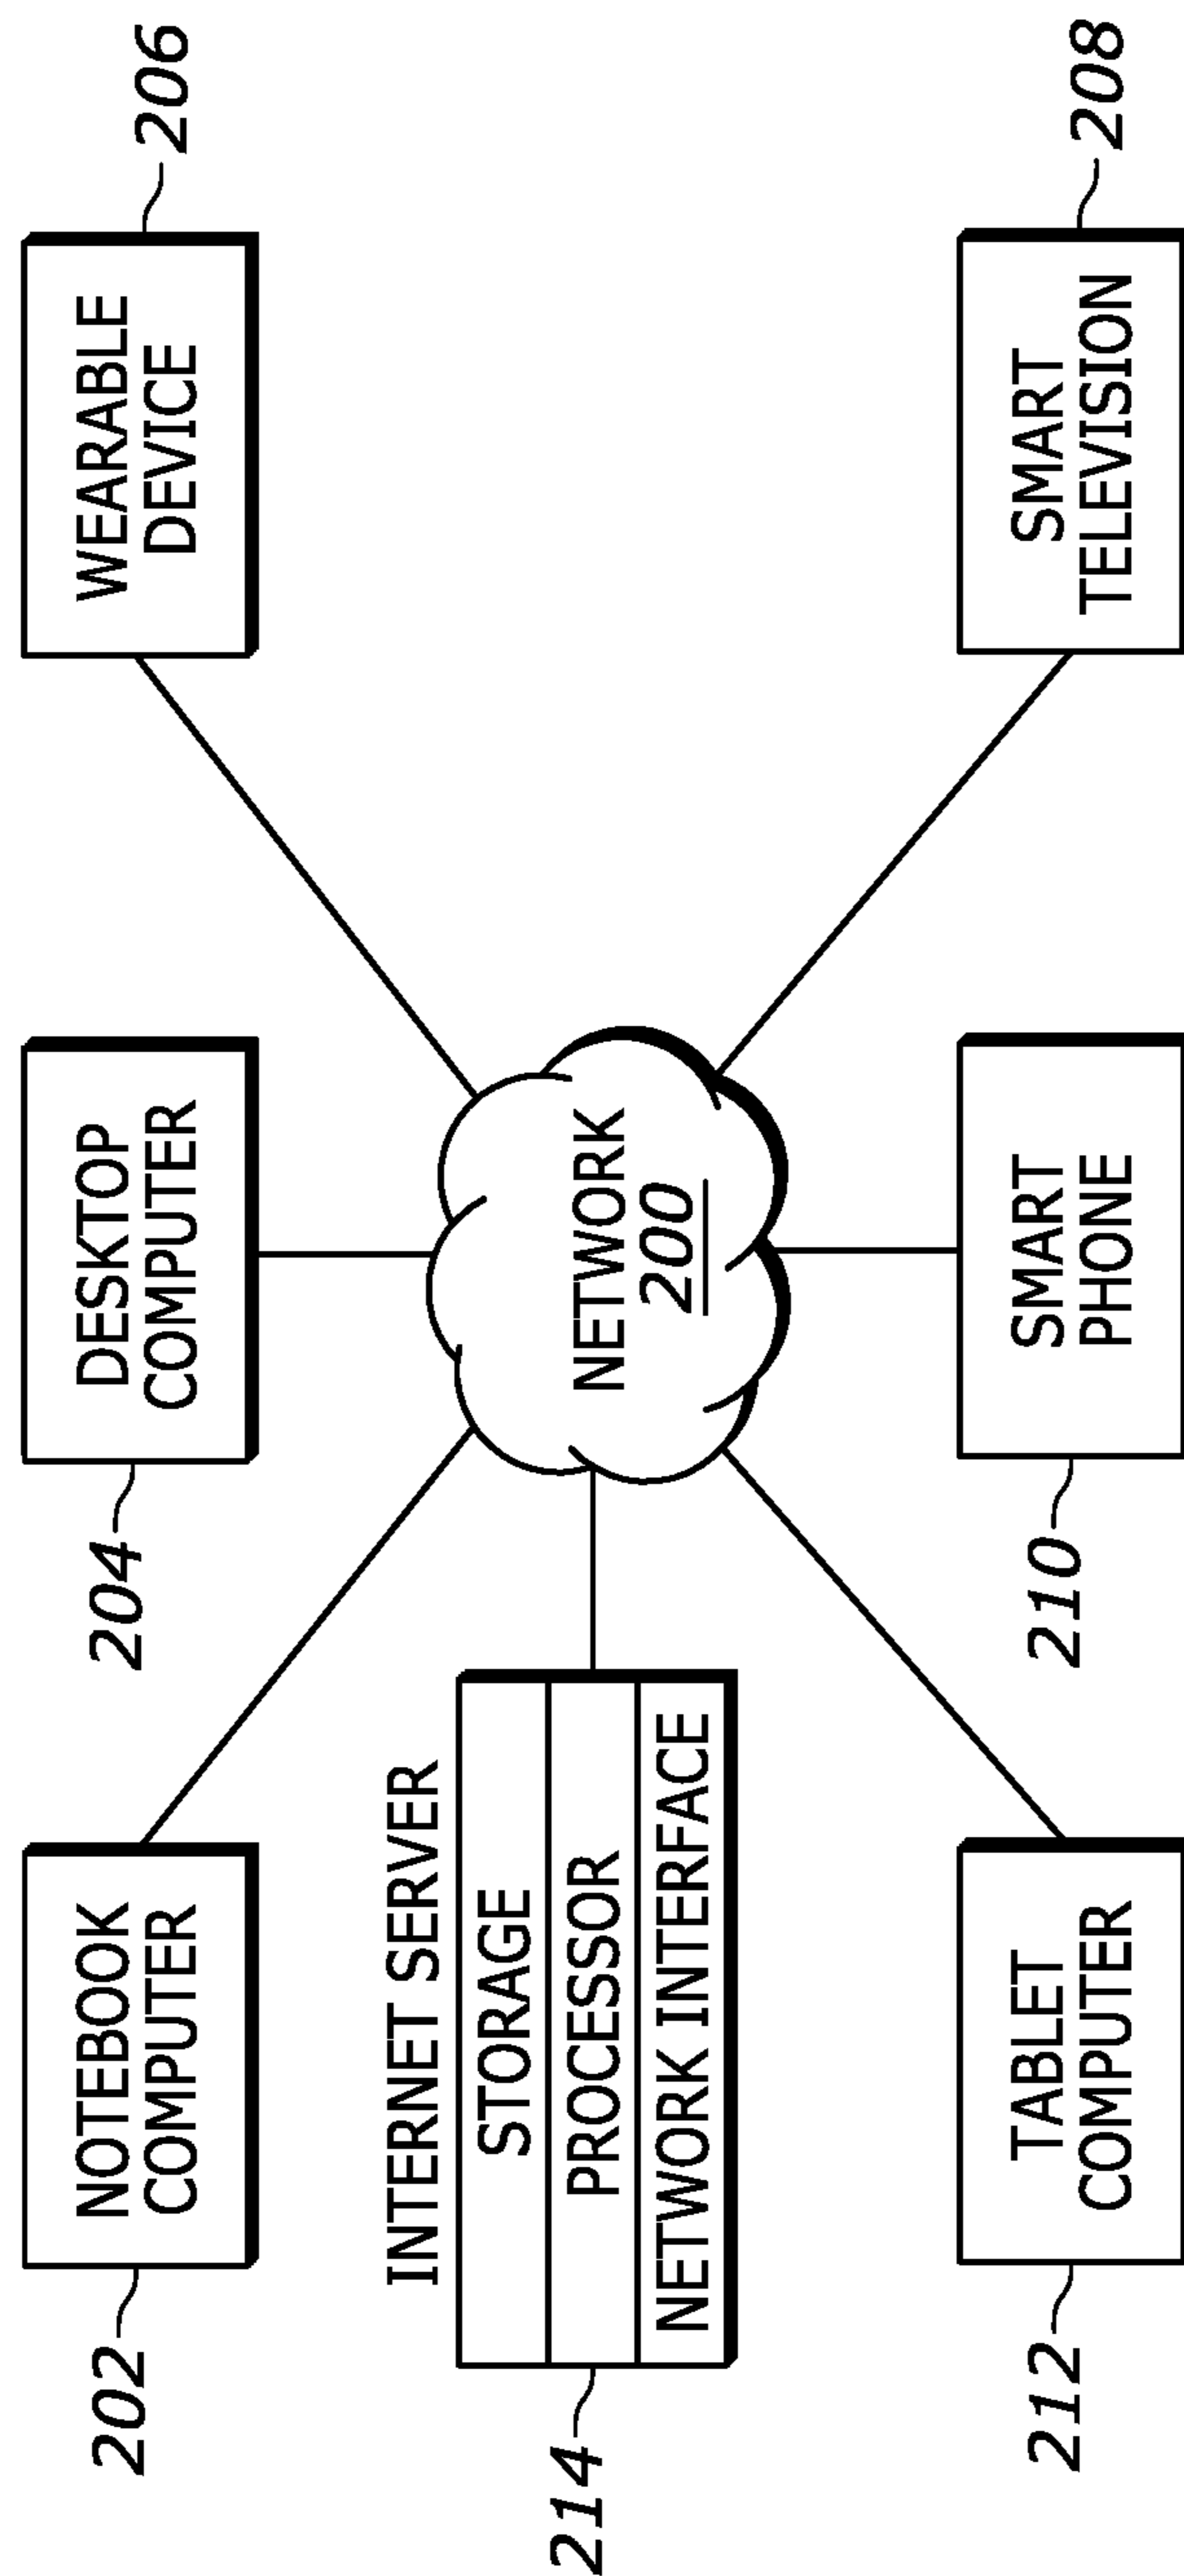 202
NOTEBOOK
COMPUTER
204
DESKTOP
COMPUTER
206
WEARABLE
DEVICE
INTERNET SERVER
214
STORAGE
PROCESSOR
NETWORK INTERFACE
NETWORK
200
212
TABLET
COMPUTER
210
SMART
PHONE
208
SMART
TELEVISION